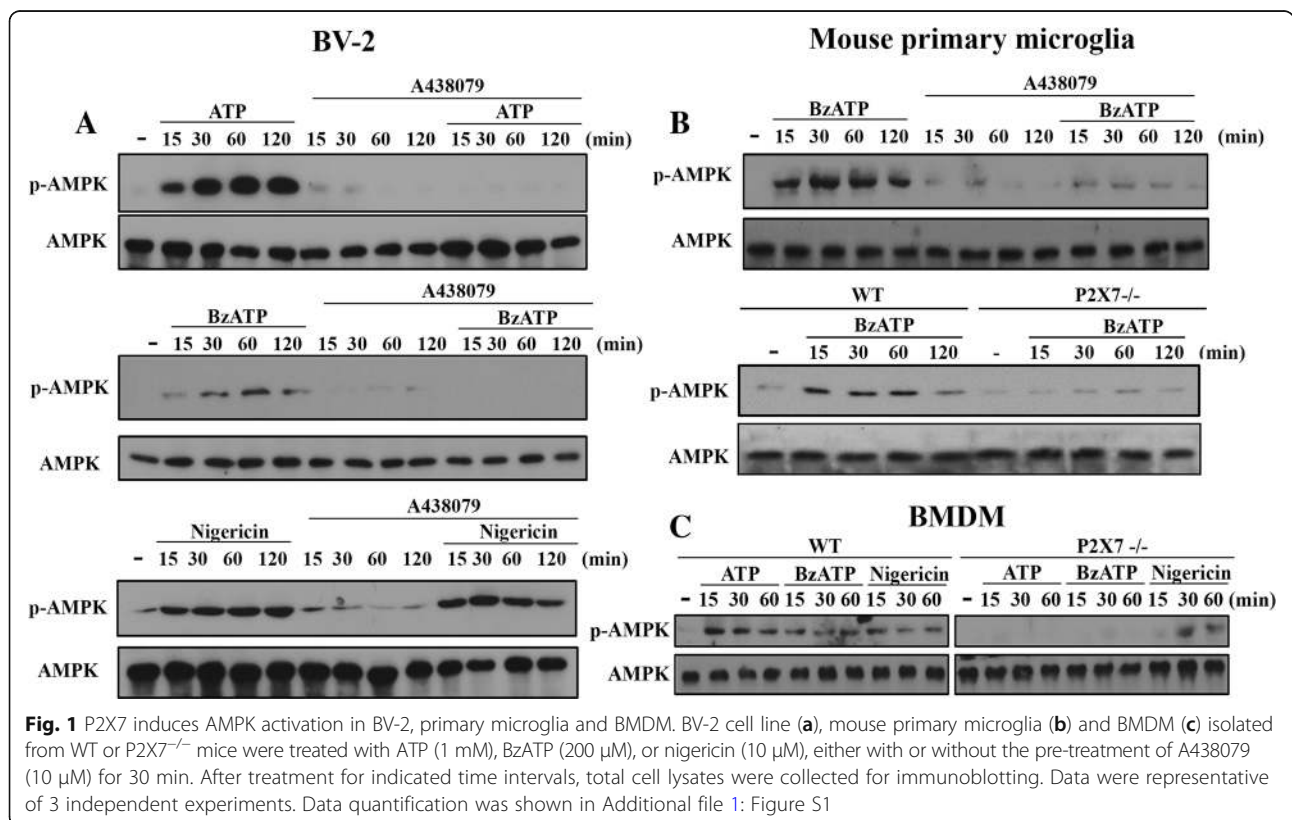 BV-2
A438079
A
ATP
ATP
– 15 30 60 120 15 30 60 120 15 30 60 120 (min)
p-AMPK
AMPK
A438079
BzATP
BzATP
– 15 30 60 120 15 30 60 120 15 30 60 120 (min)
p-AMPK
AMPK
A438079
Nigericin
Nigericin
– 15 30 60 120 15 30 60 120 15 30 60 120 (min)
p-AMPK
AMPK
Mouse primary microglia
A438079
B
BzATP
BzATP
– 15 30 60 120 15 30 60 120 15 30 60 120 (min)
p-AMPK
AMPK
WT
P2X7-/-
BzATP
BzATP
– 15 30 60 120 - 15 30 60 120 (min)
p-AMPK
AMPK
C
BMDM
WT
P2X7 -/-
ATP BzATP Nigericin
ATP BzATP Nigericin
– 15 30 60 15 30 60 15 30 60
– 15 30 60 15 30 60 15 30 60 (min)
p-AMPK
AMPK
Fig. 1 P2X7 induces AMPK activation in BV-2, primary microglia and BMDM. BV-2 cell line (a), mouse primary microglia (b) and BMDM (c) isolated
from WT or P2X7−/− mice were treated with ATP (1 mM), BzATP (200 μM), or nigericin (10 μM), either with or without the pre-treatment of A438079
(10 μM) for 30 min. After treatment for indicated time intervals, total cell lysates were collected for immunoblotting. Data were representative
of 3 independent experiments. Data quantification was shown in Additional file 1: Figure S1